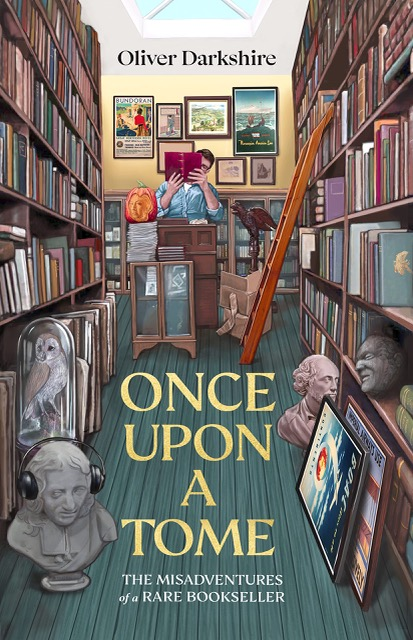 Oliver Darkshire
BUNDORAN
ONCE
UPON
A
TOME
THE MISADVENTURES
of a RARE BOOKSELLER